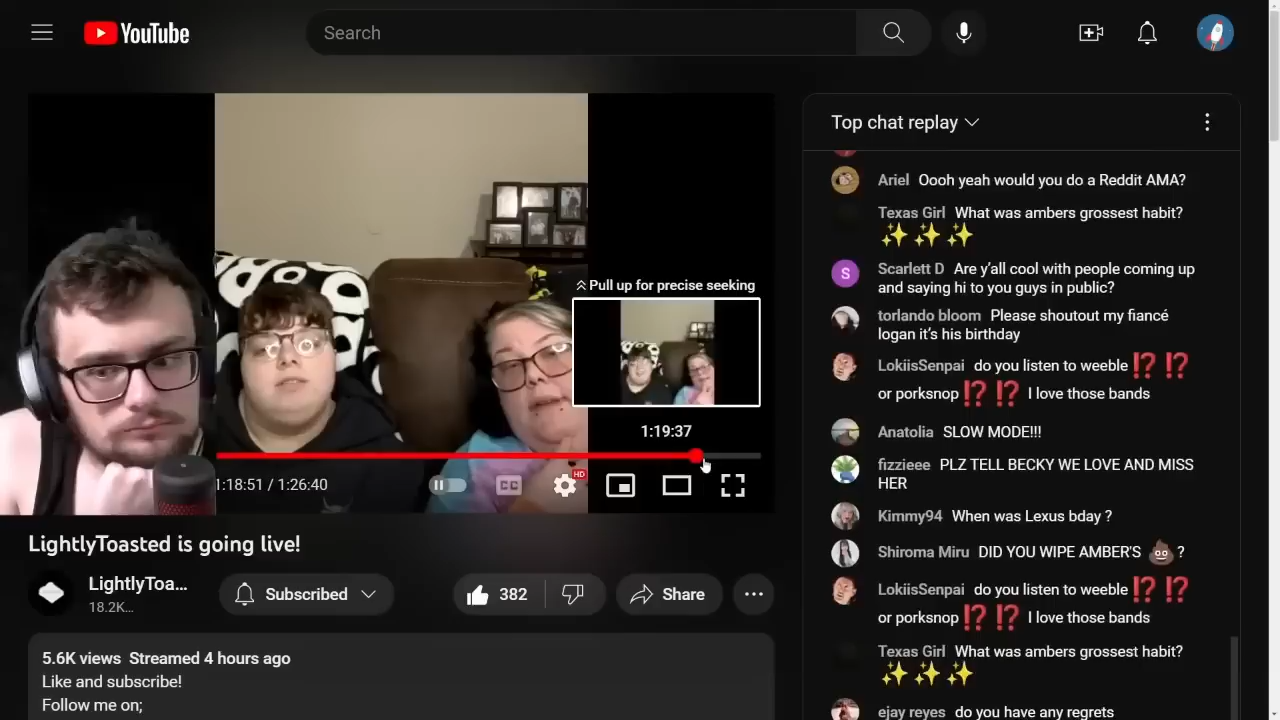 YouTube
Search
Pull up for precise seeking
1:19:37
1:18:51 / 1:26:40
CC
HD
LightlyToasted is going live!
LightlyToa...
18.2K...
Subscribed
382
Share
5.6K views Streamed 4 hours ago
Like and subscribe!
Follow me on;
Top chat replay
Ariel Oooh yeah would you do a Reddit AMA?
Texas Girl What was ambers grossest habit?
✨ ✨ ✨
S
Scarlett D Are y'all cool with people coming up
and saying hi to you guys in public?
torlando bloom Please shoutout my fiancé
logan it's his birthday
LokiisSenpai do you listen to weeble ⁉️ ⁉️
or porksnop ⁉️ ⁉️ I love those bands
Anatolia SLOW MODE!!!
fizzieee PLZ TELL BECKY WE LOVE AND MISS
HER
Kimmy94 When was Lexus bday ?
Shiroma Miru DID YOU WIPE AMBER'S 💩 ?
LokiisSenpai do you listen to weeble ⁉️ ⁉️
or porksnop ⁉️ ⁉️ I love those bands
Texas Girl What was ambers grossest habit?
✨ ✨ ✨
ejay reyes do you have any regrets